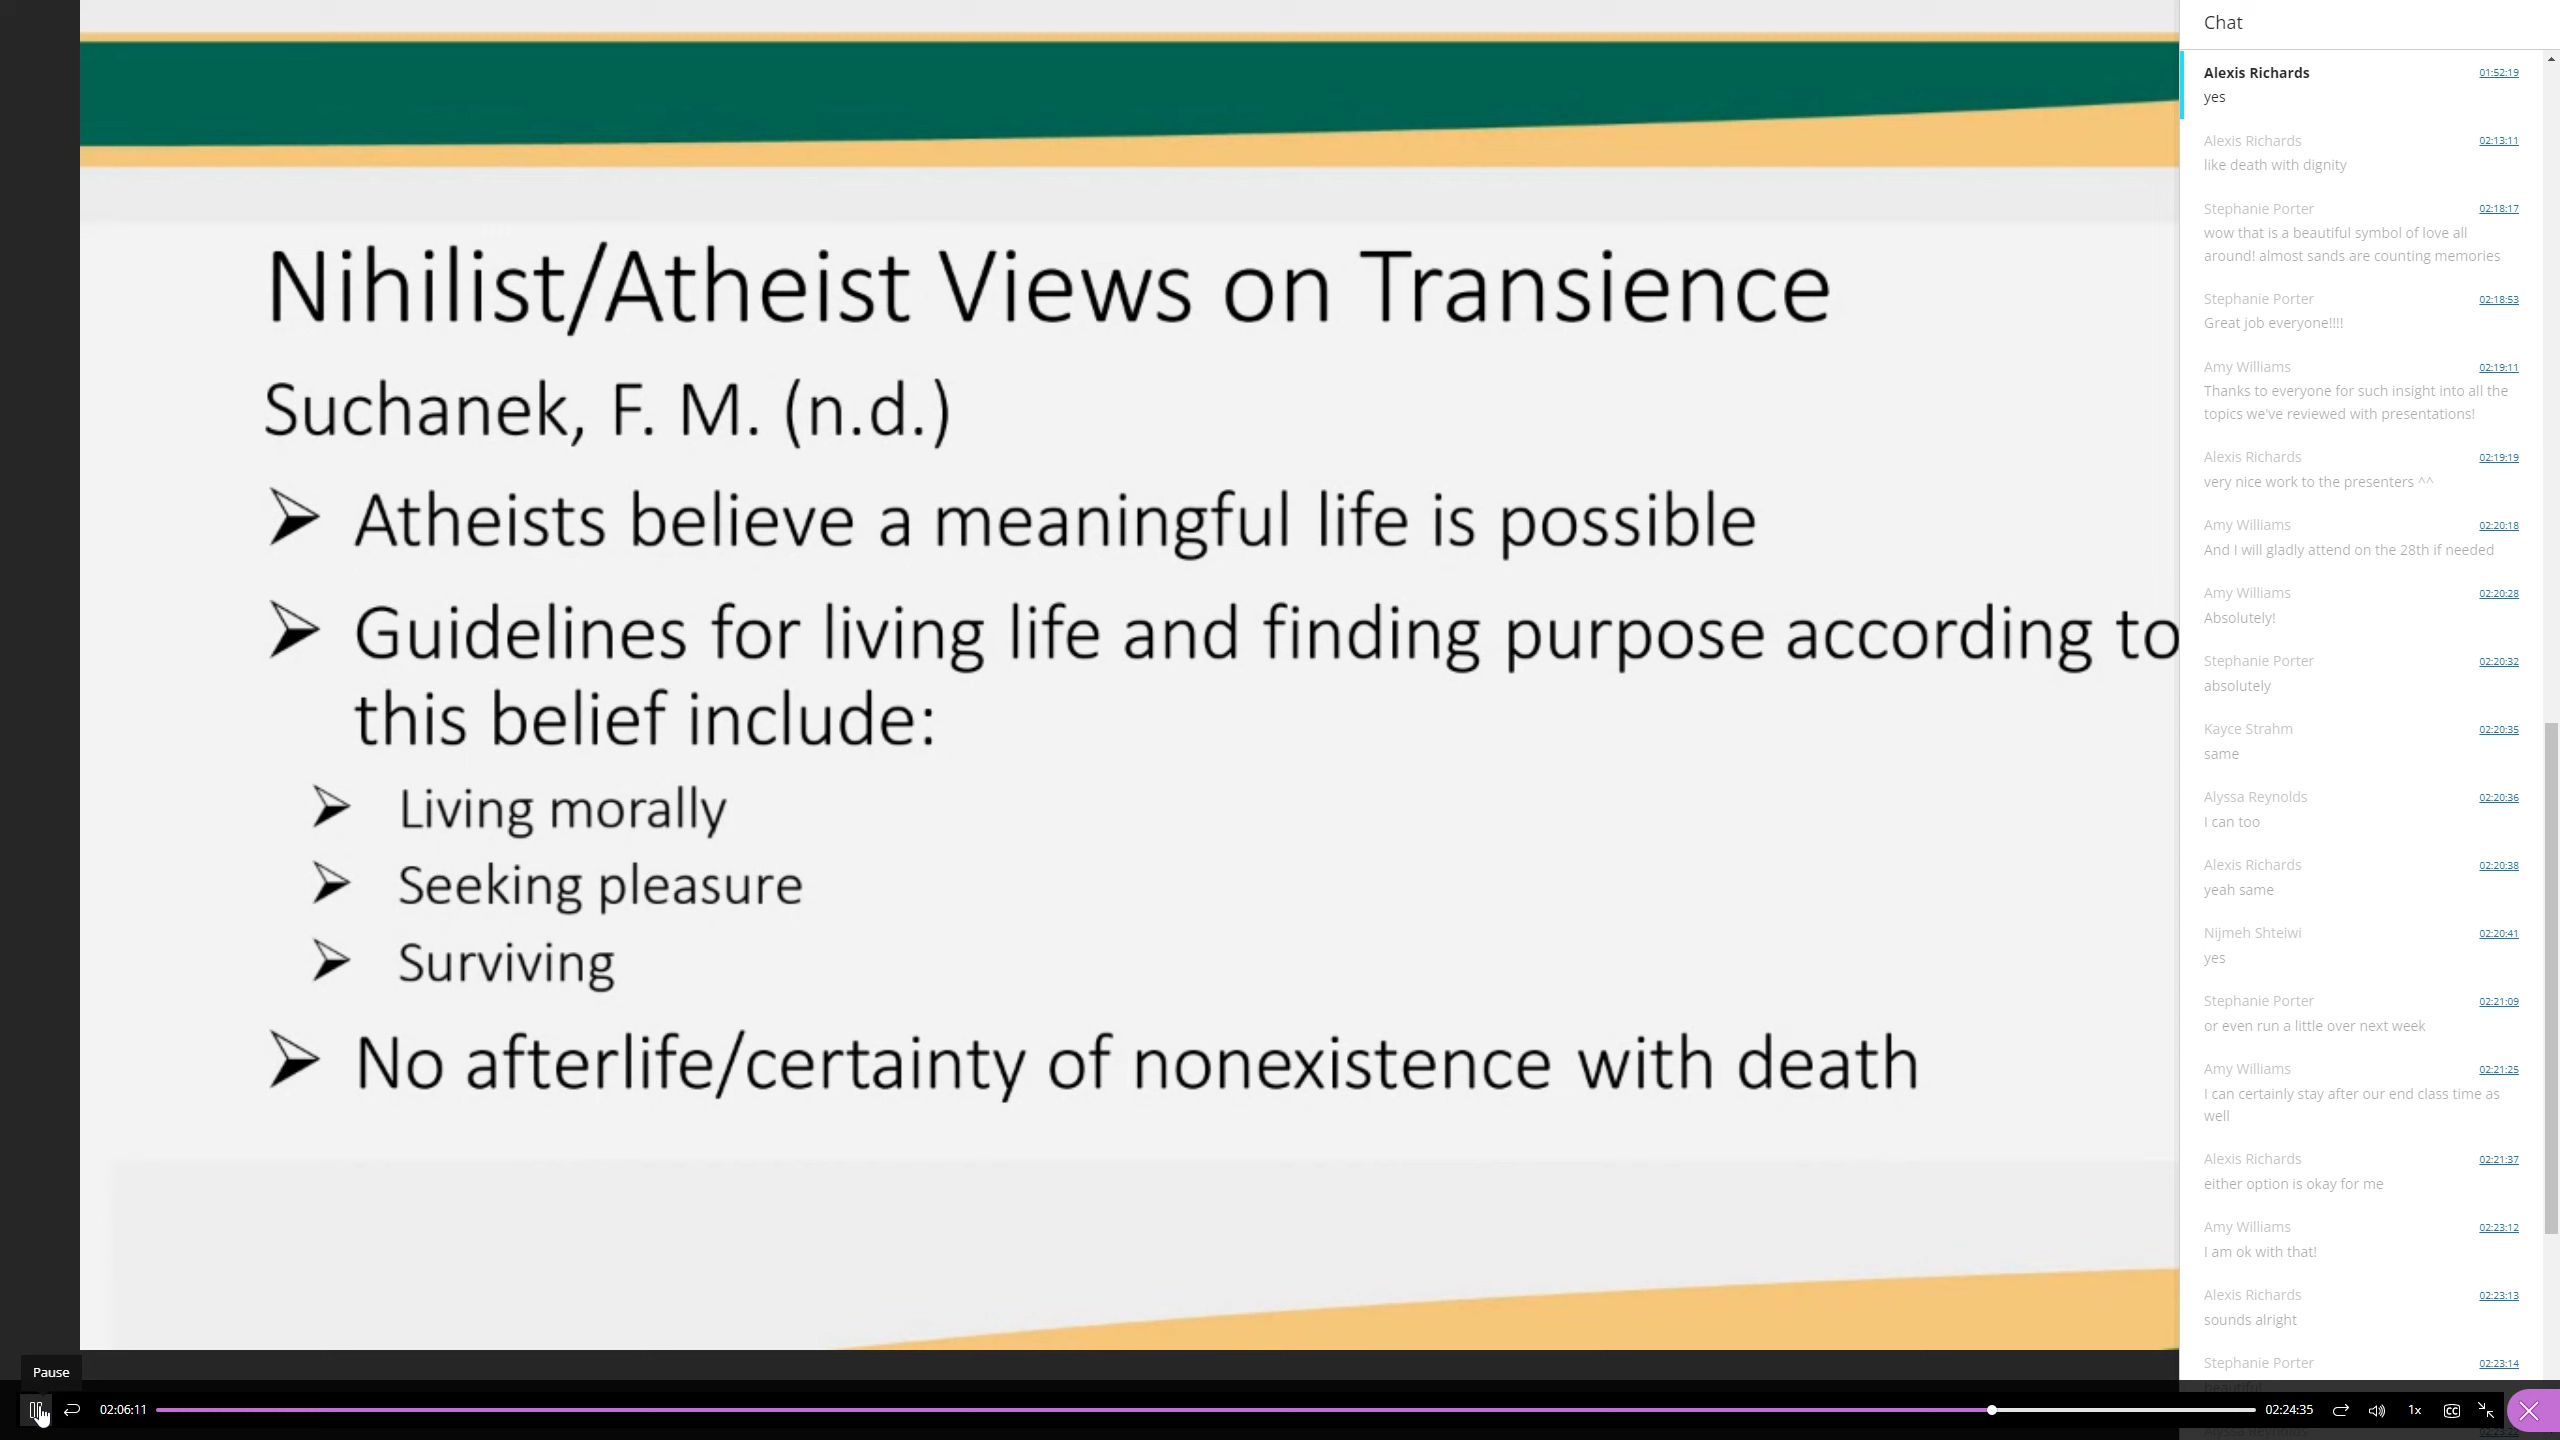 Nihilist/Atheist Views on Transience
Suchanek, F. M. (n.d.)
Atheists believe a meaningful life is possible
Guidelines for living life and finding purpose according to
this belief include:
Living morally
Seeking pleasure
Surviving
No afterlife/certainty of nonexistence with death
Chat
Alexis Richards 01:52:19
yes
Alexis Richards 02:13:11
like death with dignity
Stephanie Porter 02:18:17
wow that is a beautiful symbol of love all
around! almost sands are counting memories
Stephanie Porter 02:18:53
Great job everyone!!!!
Amy Williams 02:19:11
Thanks to everyone for such insight into all the
topics we've reviewed with presentations!
Alexis Richards 02:19:19
very nice work to the presenters ^^
Amy Williams 02:20:18
And I will gladly attend on the 28th if needed
Amy Williams 02:20:28
Absolutely!
Stephanie Porter 02:20:32
absolutely
Kayce Strahm 02:20:35
same
Alyssa Reynolds 02:20:36
I can too
Alexis Richards 02:20:38
yeah same
Nijmeh Shteiwi 02:20:41
yes
Stephanie Porter 02:21:09
or even run a little over next week
Amy Williams 02:21:25
I can certainly stay after our end class time as
well
Alexis Richards 02:21:37
either option is okay for me
Amy Williams 02:23:12
I am ok with that!
Alexis Richards 02:23:13
sounds alright
Stephanie Porter 02:23:14
Pause
02:06:11
02:24:35
1x
CC